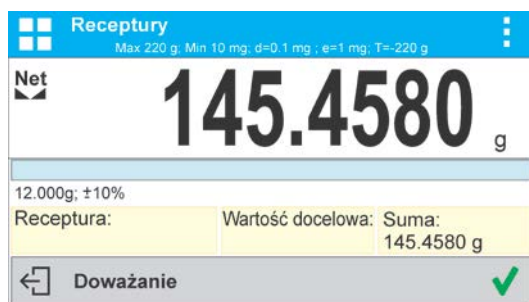 Receptury
Max 220 g; Min 10 mg; d=0.1 mg ; e=1 mg; T=-220 g
Net
145.4580 g
12.000g; ±10%
Receptura: Wartość docelowa: Suma:
145.4580 g
Doważanie